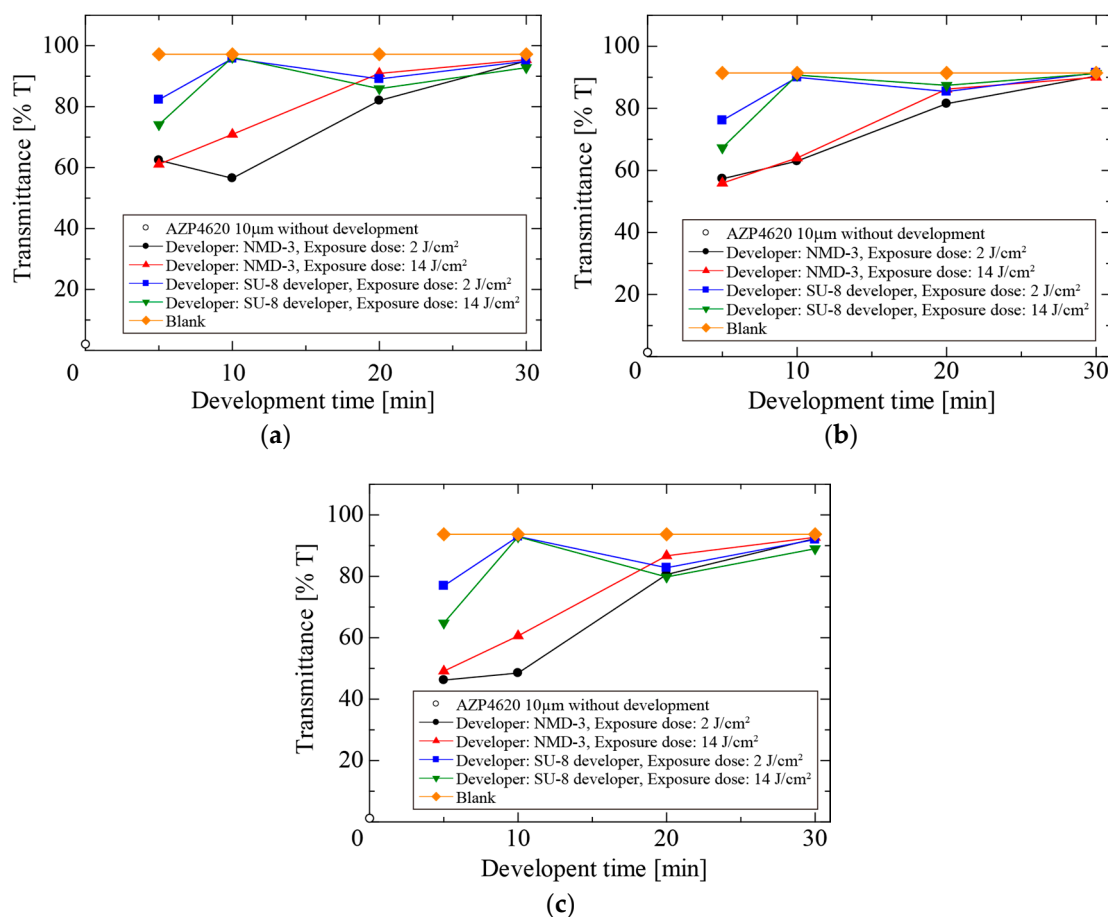 Transmittance [% T]
100
80
60
40
20
0
10
20
30
AZP4620 10µm without development
Developer: NMD-3, Exposure dose: 2 J/cm²
Developer: NMD-3, Exposure dose: 14 J/cm²
Developer: SU-8 developer, Exposure dose: 2 J/cm²
Developer: SU-8 developer, Exposure dose: 14 J/cm²
Blank
Development time [min]
(a)
Transmittance [% T]
100
80
60
40
20
0
10
20
30
AZP4620 10µm without development
Developer: NMD-3, Exposure dose: 2 J/cm²
Developer: NMD-3, Exposure dose: 14 J/cm²
Developer: SU-8 developer, Exposure dose: 2 J/cm²
Developer: SU-8 developer, Exposure dose: 14 J/cm²
Blank
Development time [min]
(b)
Transmittance [% T]
100
80
60
40
20
0
10
20
30
AZP4620 10µm without development
Developer: NMD-3, Exposure dose: 2 J/cm²
Developer: NMD-3, Exposure dose: 14 J/cm²
Developer: SU-8 developer, Exposure dose: 2 J/cm²
Developer: SU-8 developer, Exposure dose: 14 J/cm²
Blank
Developent time [min]
(c)